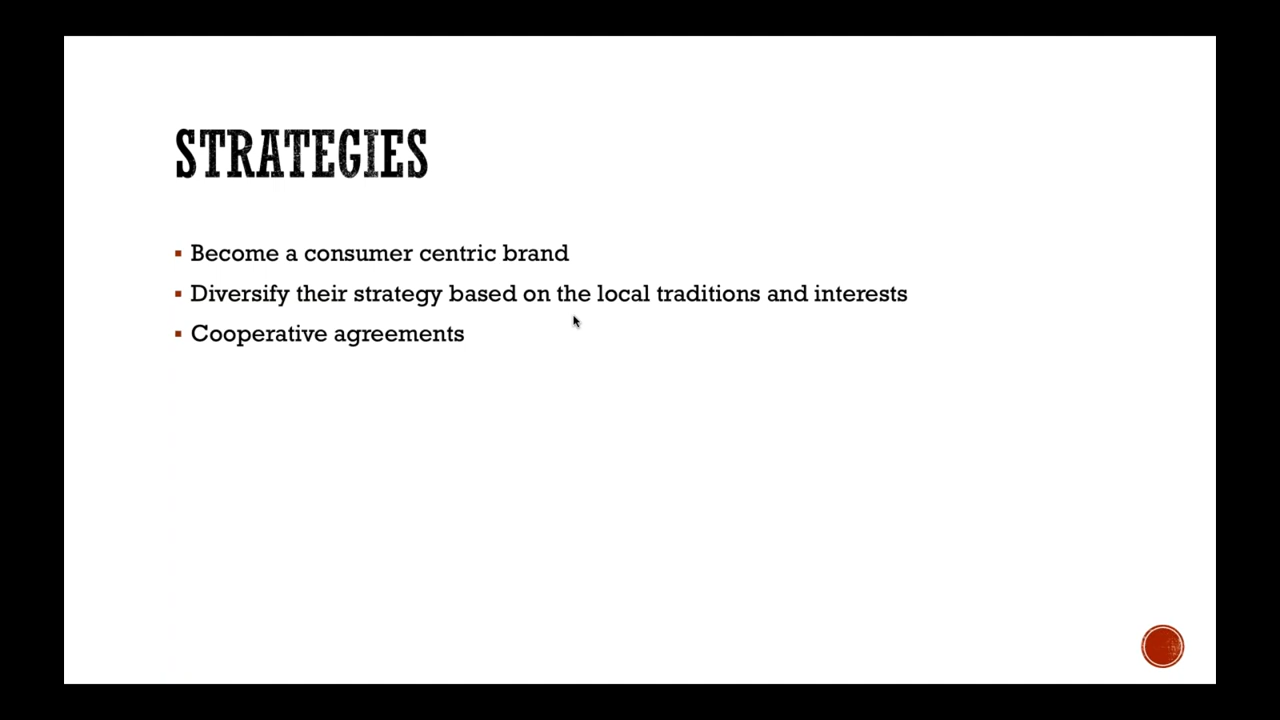 STRATEGIES
Become a consumer centric brand
Diversify their strategy based on the local traditions and interests
Cooperative agreements